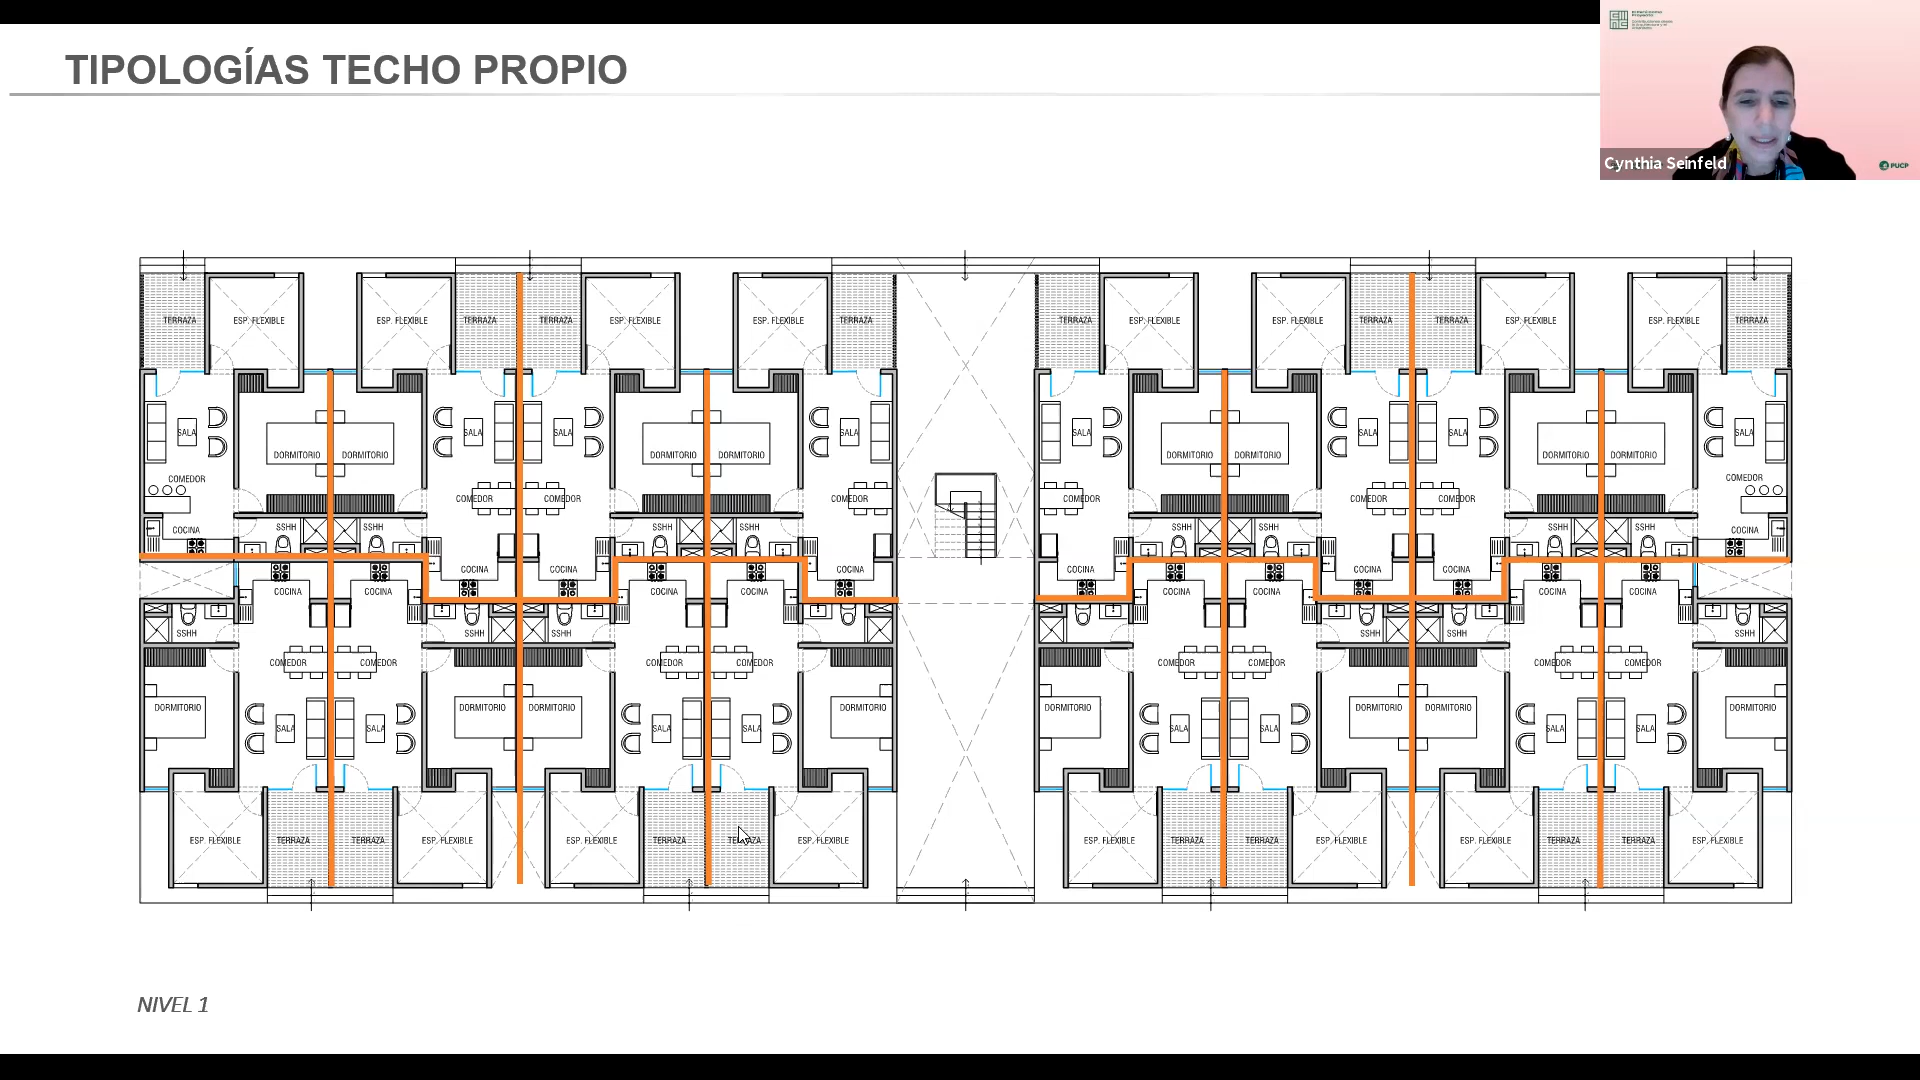 TIPOLOGÍAS TECHO PROPIO
Cynthia Seinfeld
PUCP
TERRAZA ESP. FLEXIBLE ESP. FLEXIBLE TERRAZA TERRAZA ESP. FLEXIBLE ESP. FLEXIBLE TERRAZA TERRAZA ESP. FLEXIBLE ESP. FLEXIBLE TERRAZA TERRAZA ESP. FLEXIBLE ESP. FLEXIBLE TERRAZA
SALA SALA SALA SALA SALA SALA SALA SALA
DORMITORIO DORMITORIO DORMITORIO DORMITORIO DORMITORIO DORMITORIO DORMITORIO DORMITORIO
COMEDOR COMEDOR COMEDOR COMEDOR COMEDOR COMEDOR COMEDOR COMEDOR
COCINA SSHH SSHH SSHH SSHH SSHH SSHH SSHH SSHH COCINA
COCINA COCINA COCINA COCINA COCINA COCINA
COCINA COCINA COCINA COCINA COCINA COCINA COCINA COCINA
SSHH SSHH SSHH SSHH SSHH SSHH
COMEDOR COMEDOR COMEDOR COMEDOR COMEDOR COMEDOR COMEDOR COMEDOR
DORMITORIO DORMITORIO DORMITORIO DORMITORIO DORMITORIO DORMITORIO DORMITORIO DORMITORIO
SALA SALA SALA SALA SALA SALA SALA SALA
ESP. FLEXIBLE TERRAZA TERRAZA ESP. FLEXIBLE ESP. FLEXIBLE TERRAZA TERRAZA ESP. FLEXIBLE ESP. FLEXIBLE TERRAZA TERRAZA ESP. FLEXIBLE ESP. FLEXIBLE TERRAZA TERRAZA ESP. FLEXIBLE
NIVEL 1